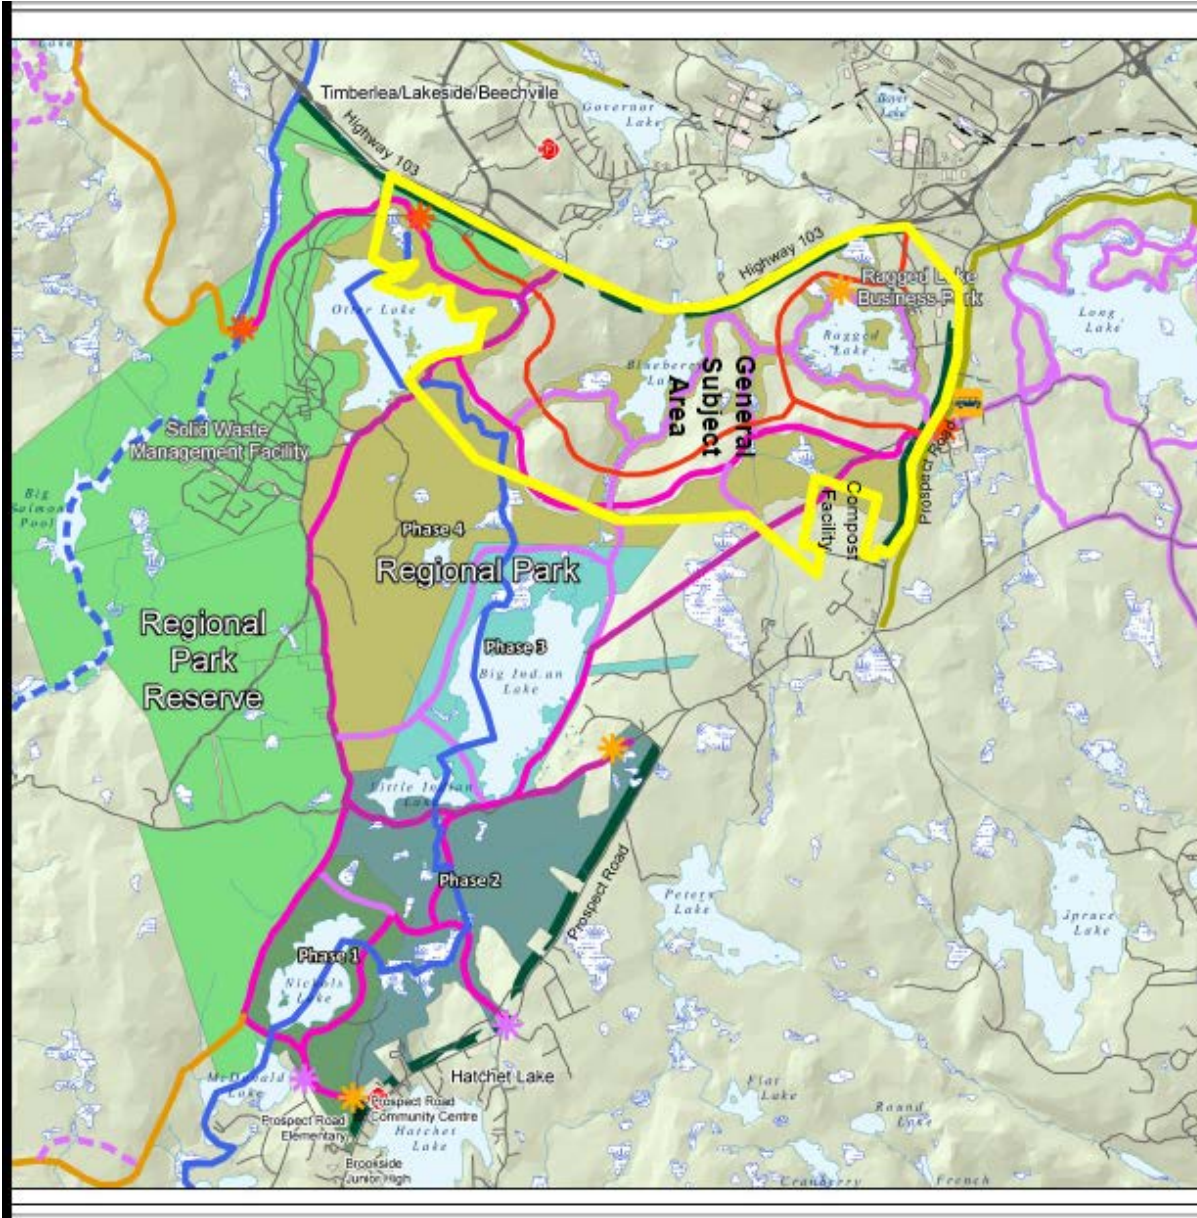 Lake
Timberlea/Lakeside/Beechville
Governor
Lake
Bayer
Lake
Highway 103
Highway 103
Ragged Lake
Business Park
Otter Lake
Long
Lake
Ragged
Lake
Blueberry
Lake
General
Subject
Area
Solid Waste
Management Facility
Prospect Road
Compost
Facility
Big
Salmon
Pool
Phase 4
Regional Park
Regional
Park
Reserve
Phase 3
Big Indian
Lake
Little Indian
Lake
Phase 2
Prospect Road
Peters
Lake
Spruce
Lake
Phase 1
Nichols
Lake
McDonald
Lake
Hatchet Lake
Flat
Lake
Prospect Road
Community Centre
Prospect Road
Elementary
Hatchet
Lake
Round
Lake
Brookside
Junior High
Cranberry
French